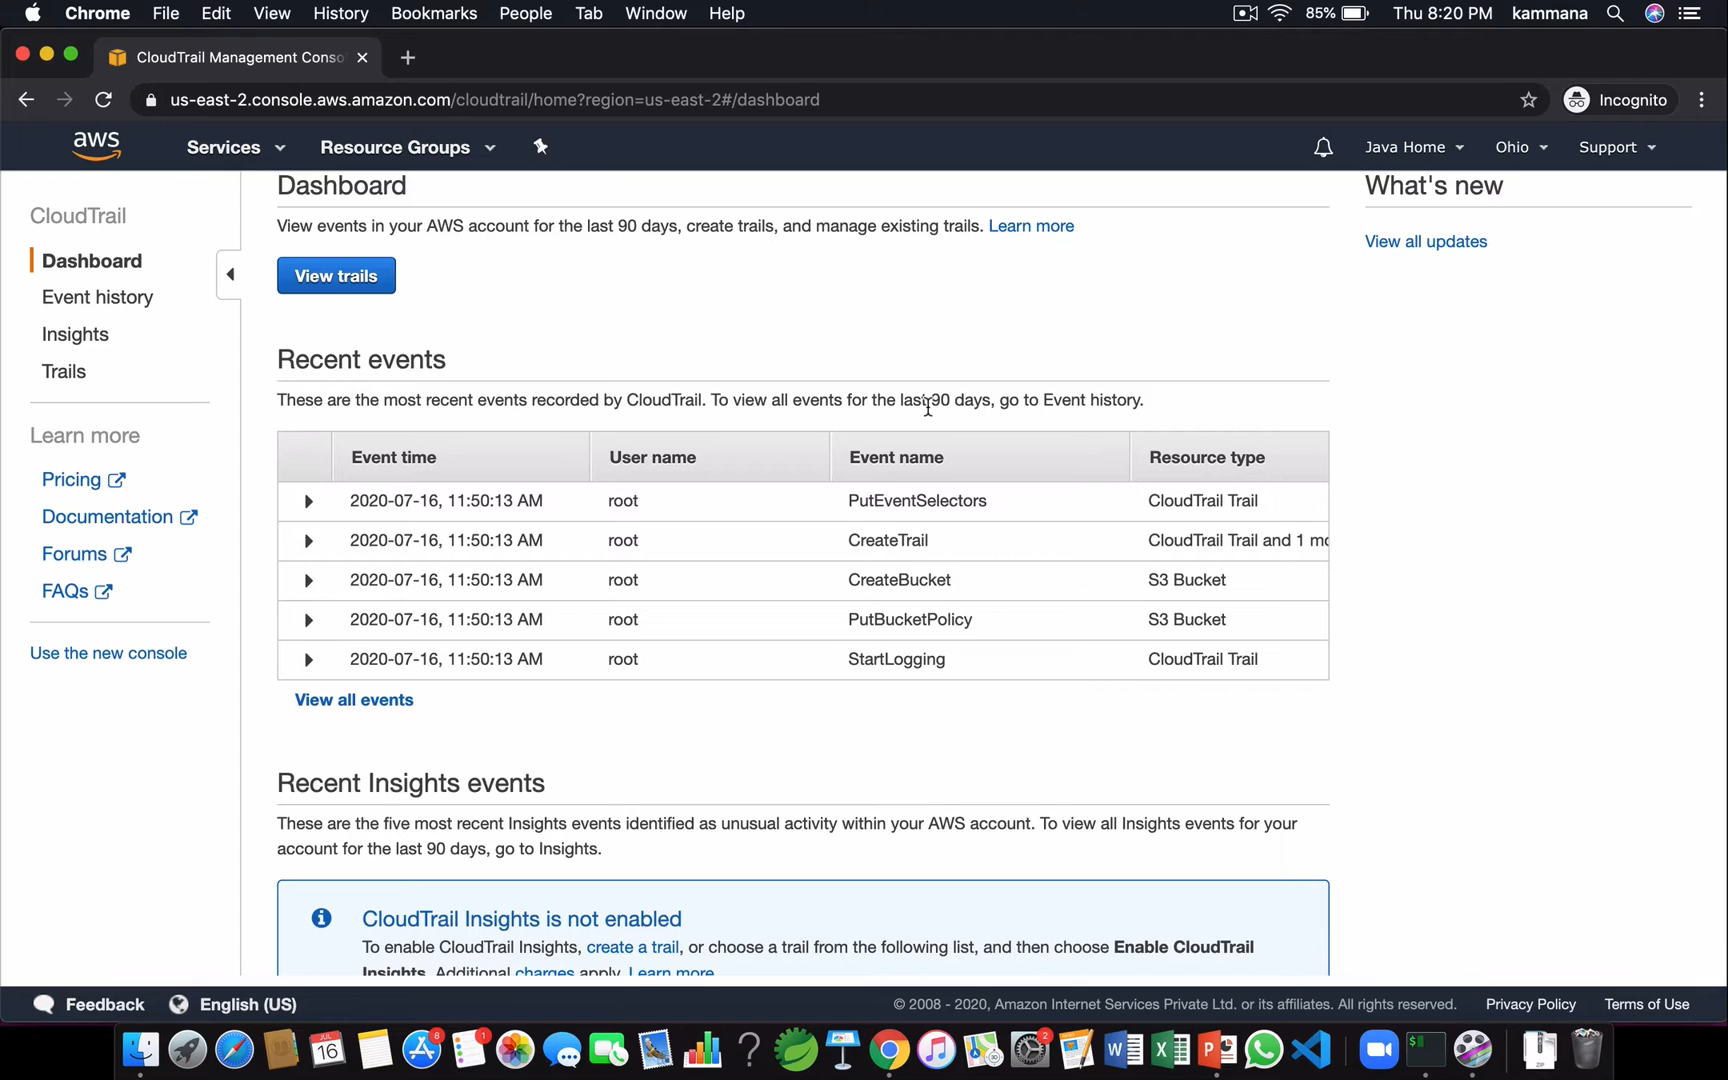 Chrome File Edit View History Bookmarks People Tab Window Help 85% Thu 8:20 PM kammana
CloudTrail Management Conso
us-east-2.console.aws.amazon.com/cloudtrail/home?region=us-east-2#/dashboard Incognito
aws Services Resource Groups Java Home Ohio Support
CloudTrail
Dashboard
Event history
Insights
Trails
Learn more
Pricing
Documentation
Forums
FAQs
Use the new console
Dashboard
View events in your AWS account for the last 90 days, create trails, and manage existing trails. Learn more
View trails
Recent events
These are the most recent events recorded by CloudTrail. To view all events for the last 90 days, go to Event history.
Event time User name Event name Resource type
2020-07-16, 11:50:13 AM root PutEventSelectors CloudTrail Trail
2020-07-16, 11:50:13 AM root CreateTrail CloudTrail Trail and 1 mo
2020-07-16, 11:50:13 AM root CreateBucket S3 Bucket
2020-07-16, 11:50:13 AM root PutBucketPolicy S3 Bucket
2020-07-16, 11:50:13 AM root StartLogging CloudTrail Trail
View all events
Recent Insights events
These are the five most recent Insights events identified as unusual activity within your AWS account. To view all Insights events for your
account for the last 90 days, go to Insights.
CloudTrail Insights is not enabled
To enable CloudTrail Insights, create a trail, or choose a trail from the following list, and then choose Enable CloudTrail
Insights. Additional charges apply. Learn more
What's new
View all updates
Feedback English (US) © 2008 - 2020, Amazon Internet Services Private Ltd. or its affiliates. All rights reserved. Privacy Policy Terms of Use
JUL
16
8
1
2